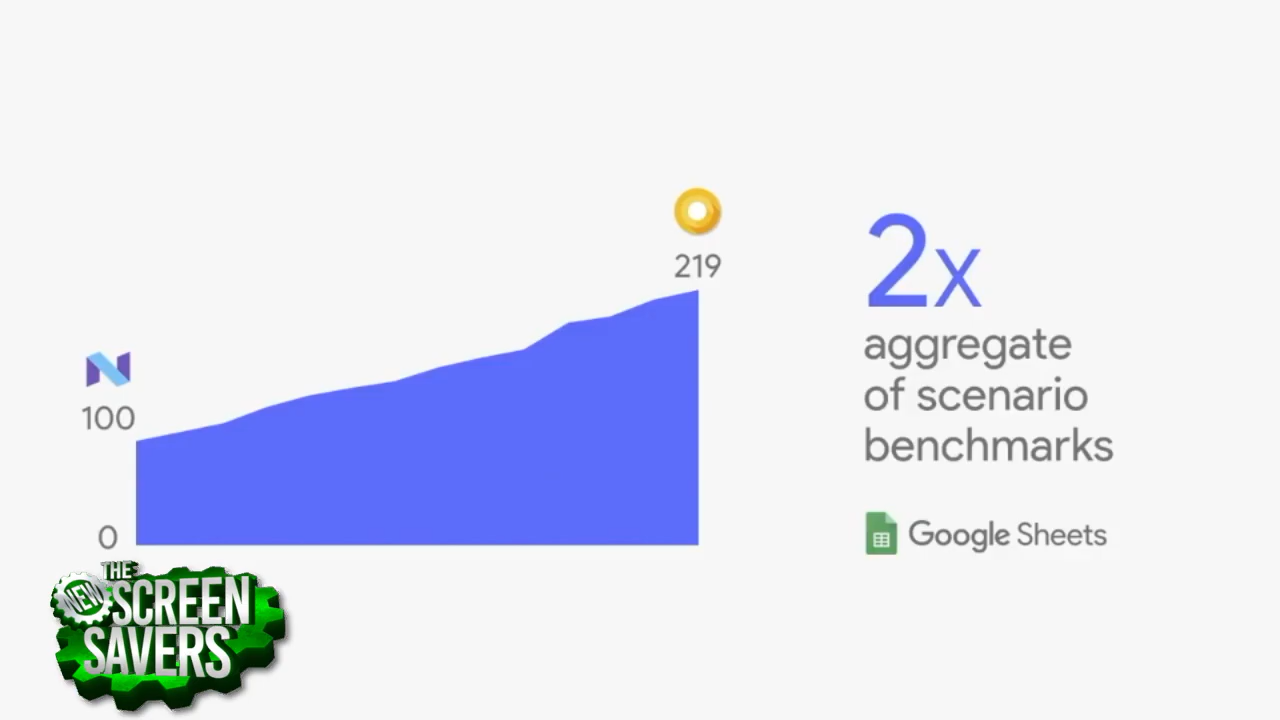 219
100
0
2x
aggregate
of scenario
benchmarks
Google Sheets
THE
NEW
SCREEN
SAVERS